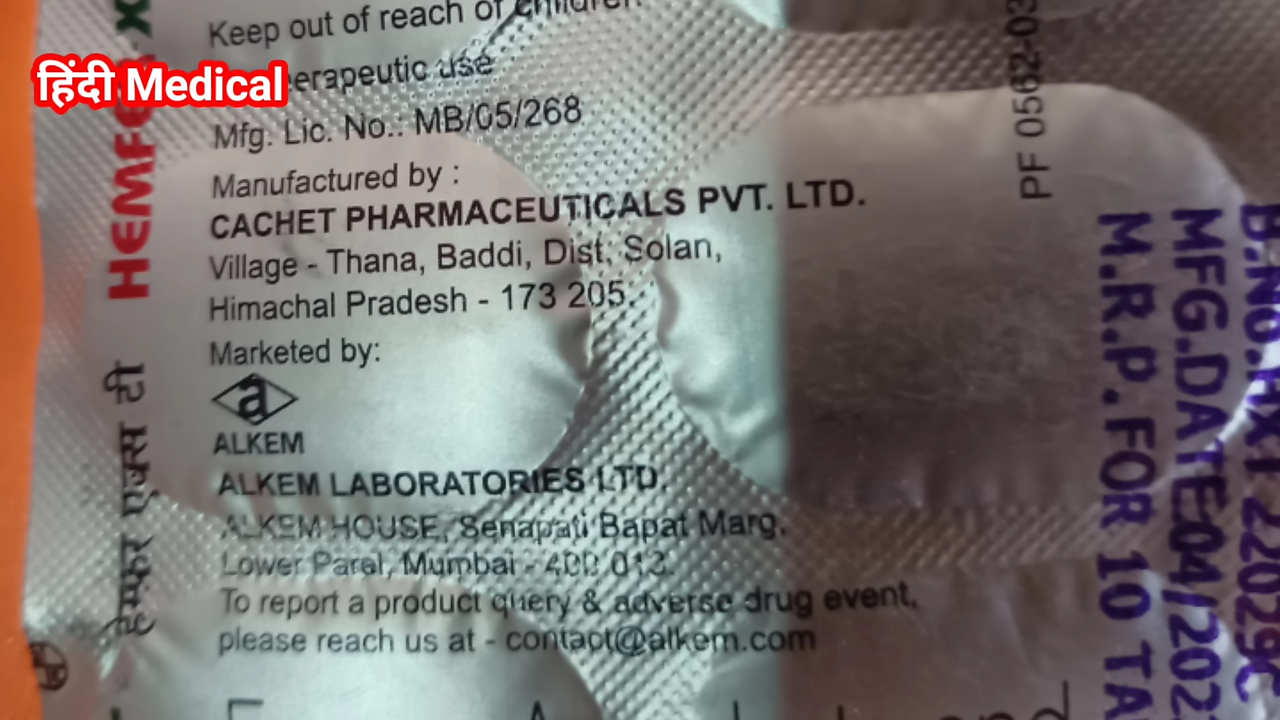 Keep out of reach of children.
हिंदी Medical
erapeutic use
Mfg. Lic. No.: MB/05/268
Manufactured by :
CACHET PHARMACEUTICALS PVT. LTD.
Village - Thana, Baddi, Dist. Solan,
Himachal Pradesh - 173 205.
Marketed by:
a
ALKEM
ALKEM LABORATORIES LTD.
ALKEM HOUSE, Senapati Bapat Marg,
Lower Parel, Mumbai - 400 013.
To report a product query & adverse drug event,
please reach us at - contact@alkem.com
HEMFE
हेम्फर एक्स टी
PF 0562-03
MFG.DATE04/202
M.R.P.FOR 10 TA